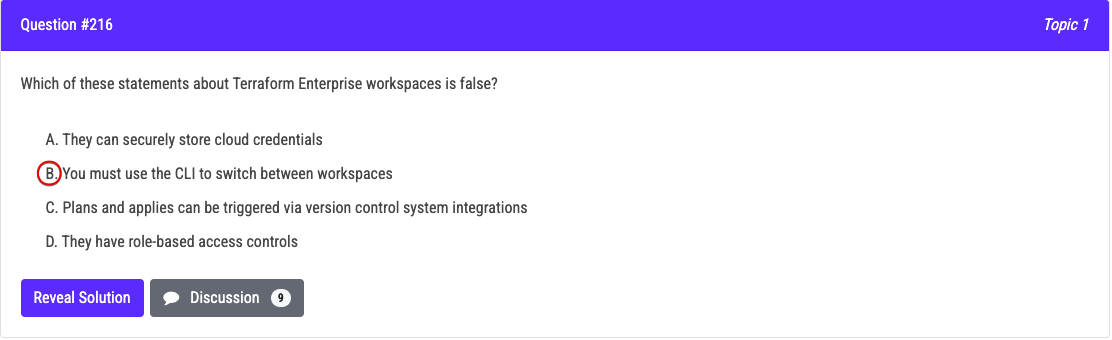 Question #216
Topic 1
Which of these statements about Terraform Enterprise workspaces is false?
A. They can securely store cloud credentials
B. You must use the CLI to switch between workspaces
C. Plans and applies can be triggered via version control system integrations
D. They have role-based access controls
Reveal Solution
Discussion 9